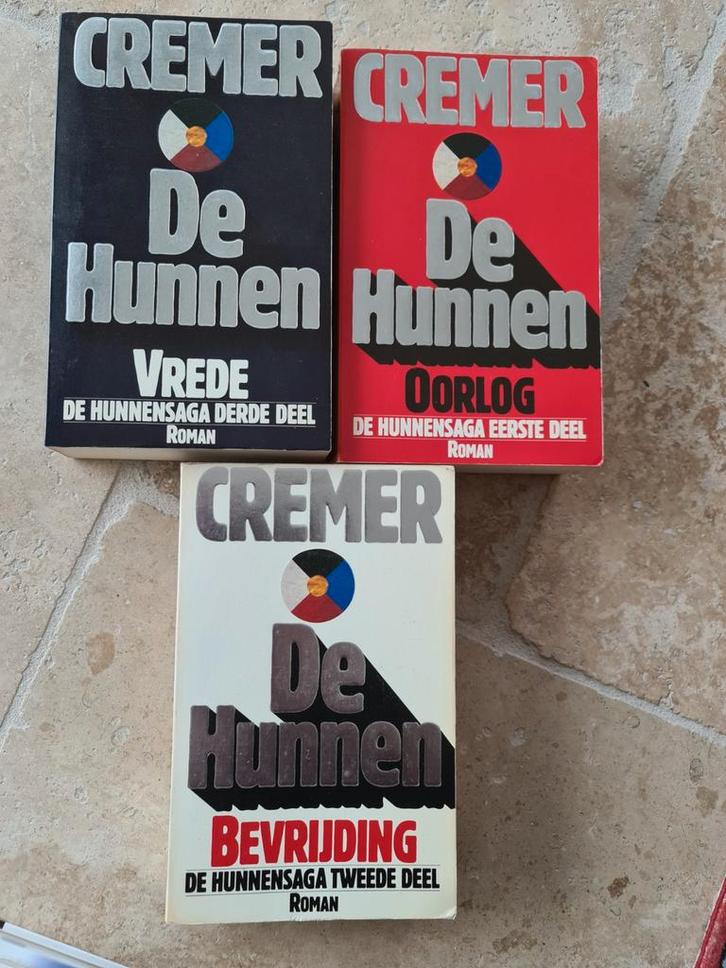 CREMER
De
Hunnen
VREDE
DE HUNNENSAGA DERDE DEEL
ROMAN
CREMER
De
Hunnen
OORLOG
DE HUNNENSAGA EERSTE DEEL
ROMAN
CREMER
De
Hunnen
BEVRIJDING
DE HUNNENSAGA TWEEDE DEEL
ROMAN